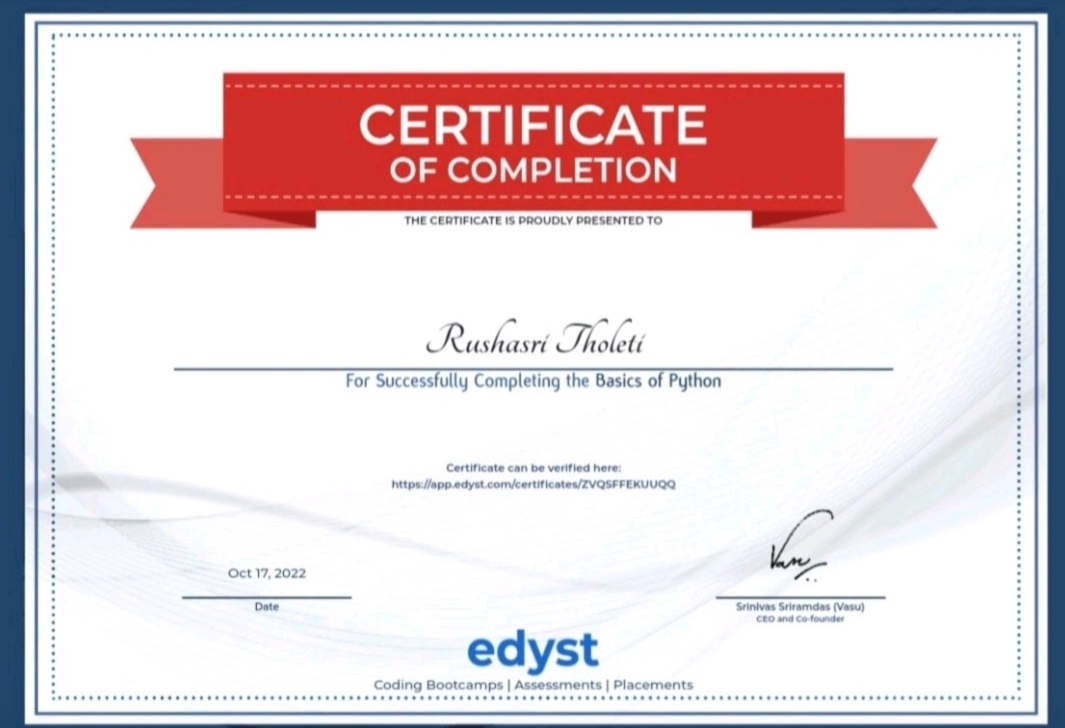 CERTIFICATE
OF COMPLETION
THE CERTIFICATE IS PROUDLY PRESENTED TO
Rushasri Tholeti
For Successfully Completing the Basics of Python
Certificate can be verified here:
https://app.edyst.com/certificates/ZVQSFFEKUUQQ
Oct 17, 2022
Date
Vasu
Srinivas Sriramdas (Vasu)
CEO and Co-founder
edyst
Coding Bootcamps | Assessments | Placements